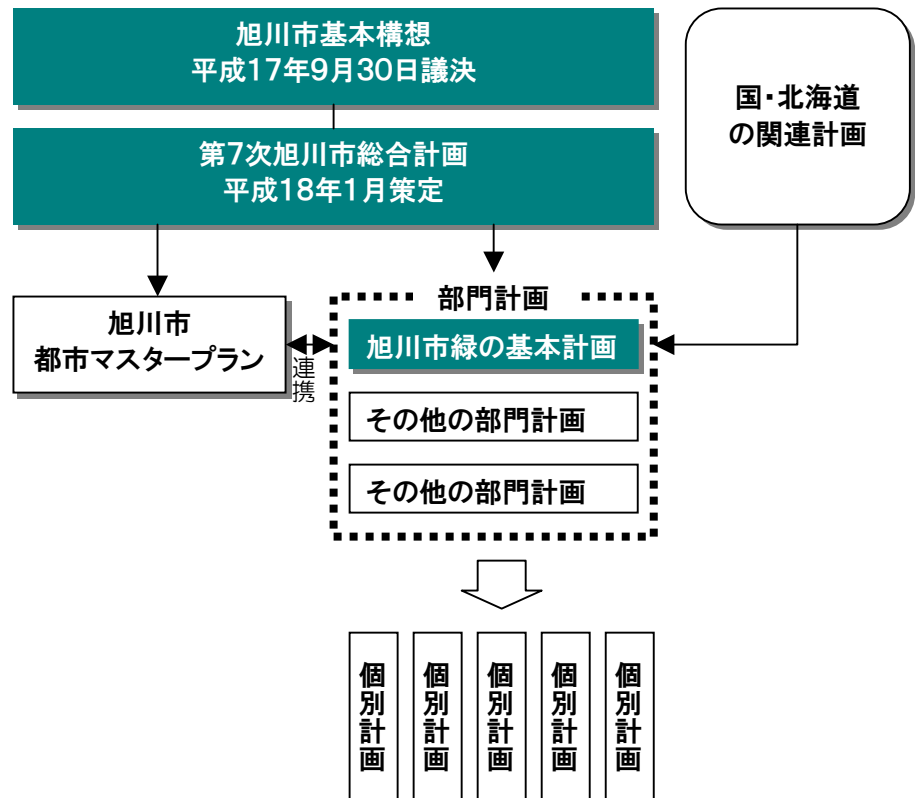 旭川市基本構想
平成17年9月30日議決
国・北海道
の関連計画
第7次旭川市総合計画
平成18年1月策定
部門計画
旭川市
都市マスタープラン
連携
旭川市緑の基本計画
その他の部門計画
その他の部門計画
個別計画
個別計画
個別計画
個別計画
個別計画